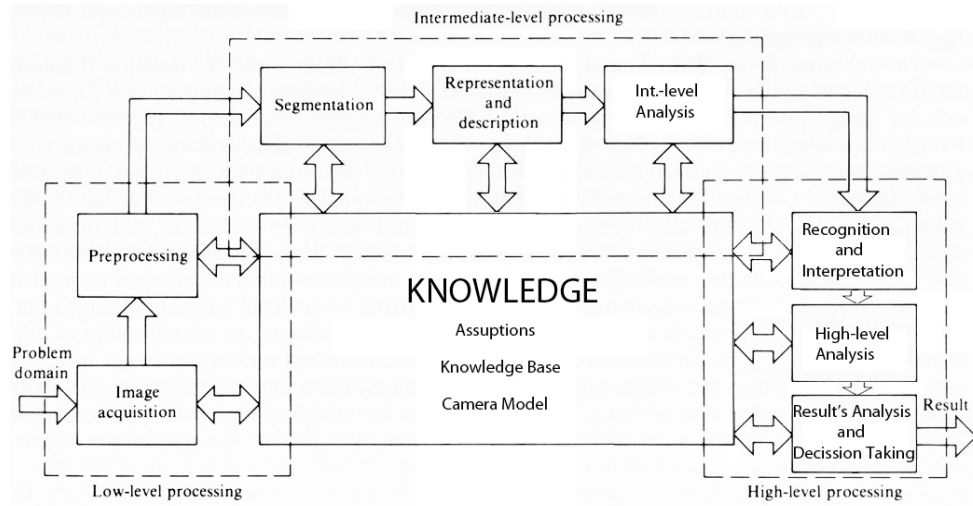 Intermediate-level processing
Segmentation
Representation
and
description
Int.-level
Analysis
Preprocessing
Recognition
and
Interpretation
KNOWLEDGE
Assuptions
Knowledge Base
Camera Model
High-level
Analysis
Problem
domain
Image
acquisition
Result's Analysis
and
Decission Taking
Result
Low-level processing
High-level processing